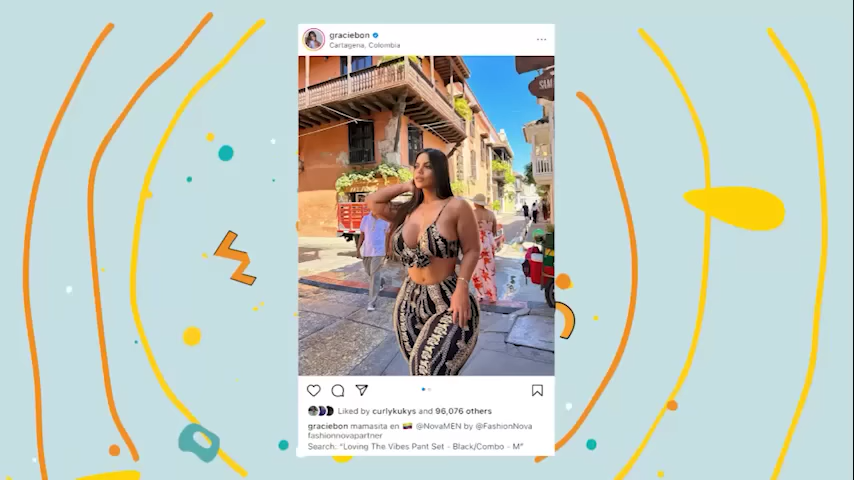 graciebon
Cartagena, Colombia
SAM
Liked by curlykukys and 96,076 others
graciebon mamasita en 🇨🇴 @NovaMEN by @FashionNova
fashionnovapartner
Search: "Loving The Vibes Pant Set - Black/Combo - M"